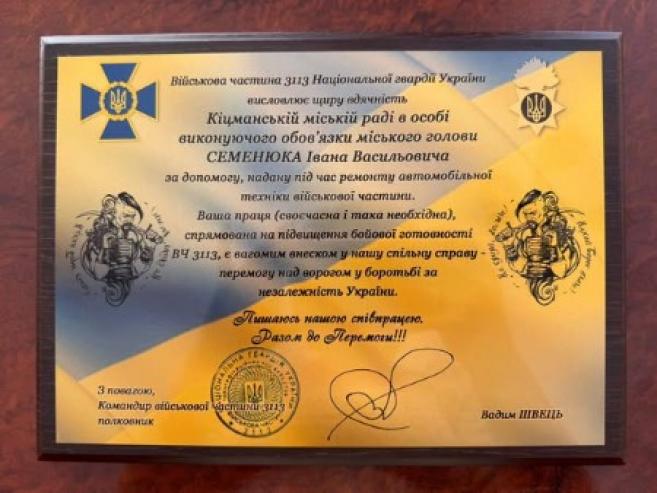 Військова частина 3113 Національної гвардії України
висловлює щиру вдячність
Кіцманській міській раді в особі
виконуючого обов'язки міського голови
СЕМЕНЮКА Івана Васильовича
за допомогу, надану під час ремонту автомобільної
техніки військової частини.
Ваша праця (своєчасна і така необхідна),
спрямована на підвищення бойової готовності
ВЧ 3113, є вагомим внеском у нашу спільну справу -
перемогу над ворогом у боротьбі за
незалежність України.
Пишаюсь нашою співпрацею.
Разом до Перемоги!!!
З повагою,
Командир військової частини 3113
полковник
Вадим ШВЕЦЬ